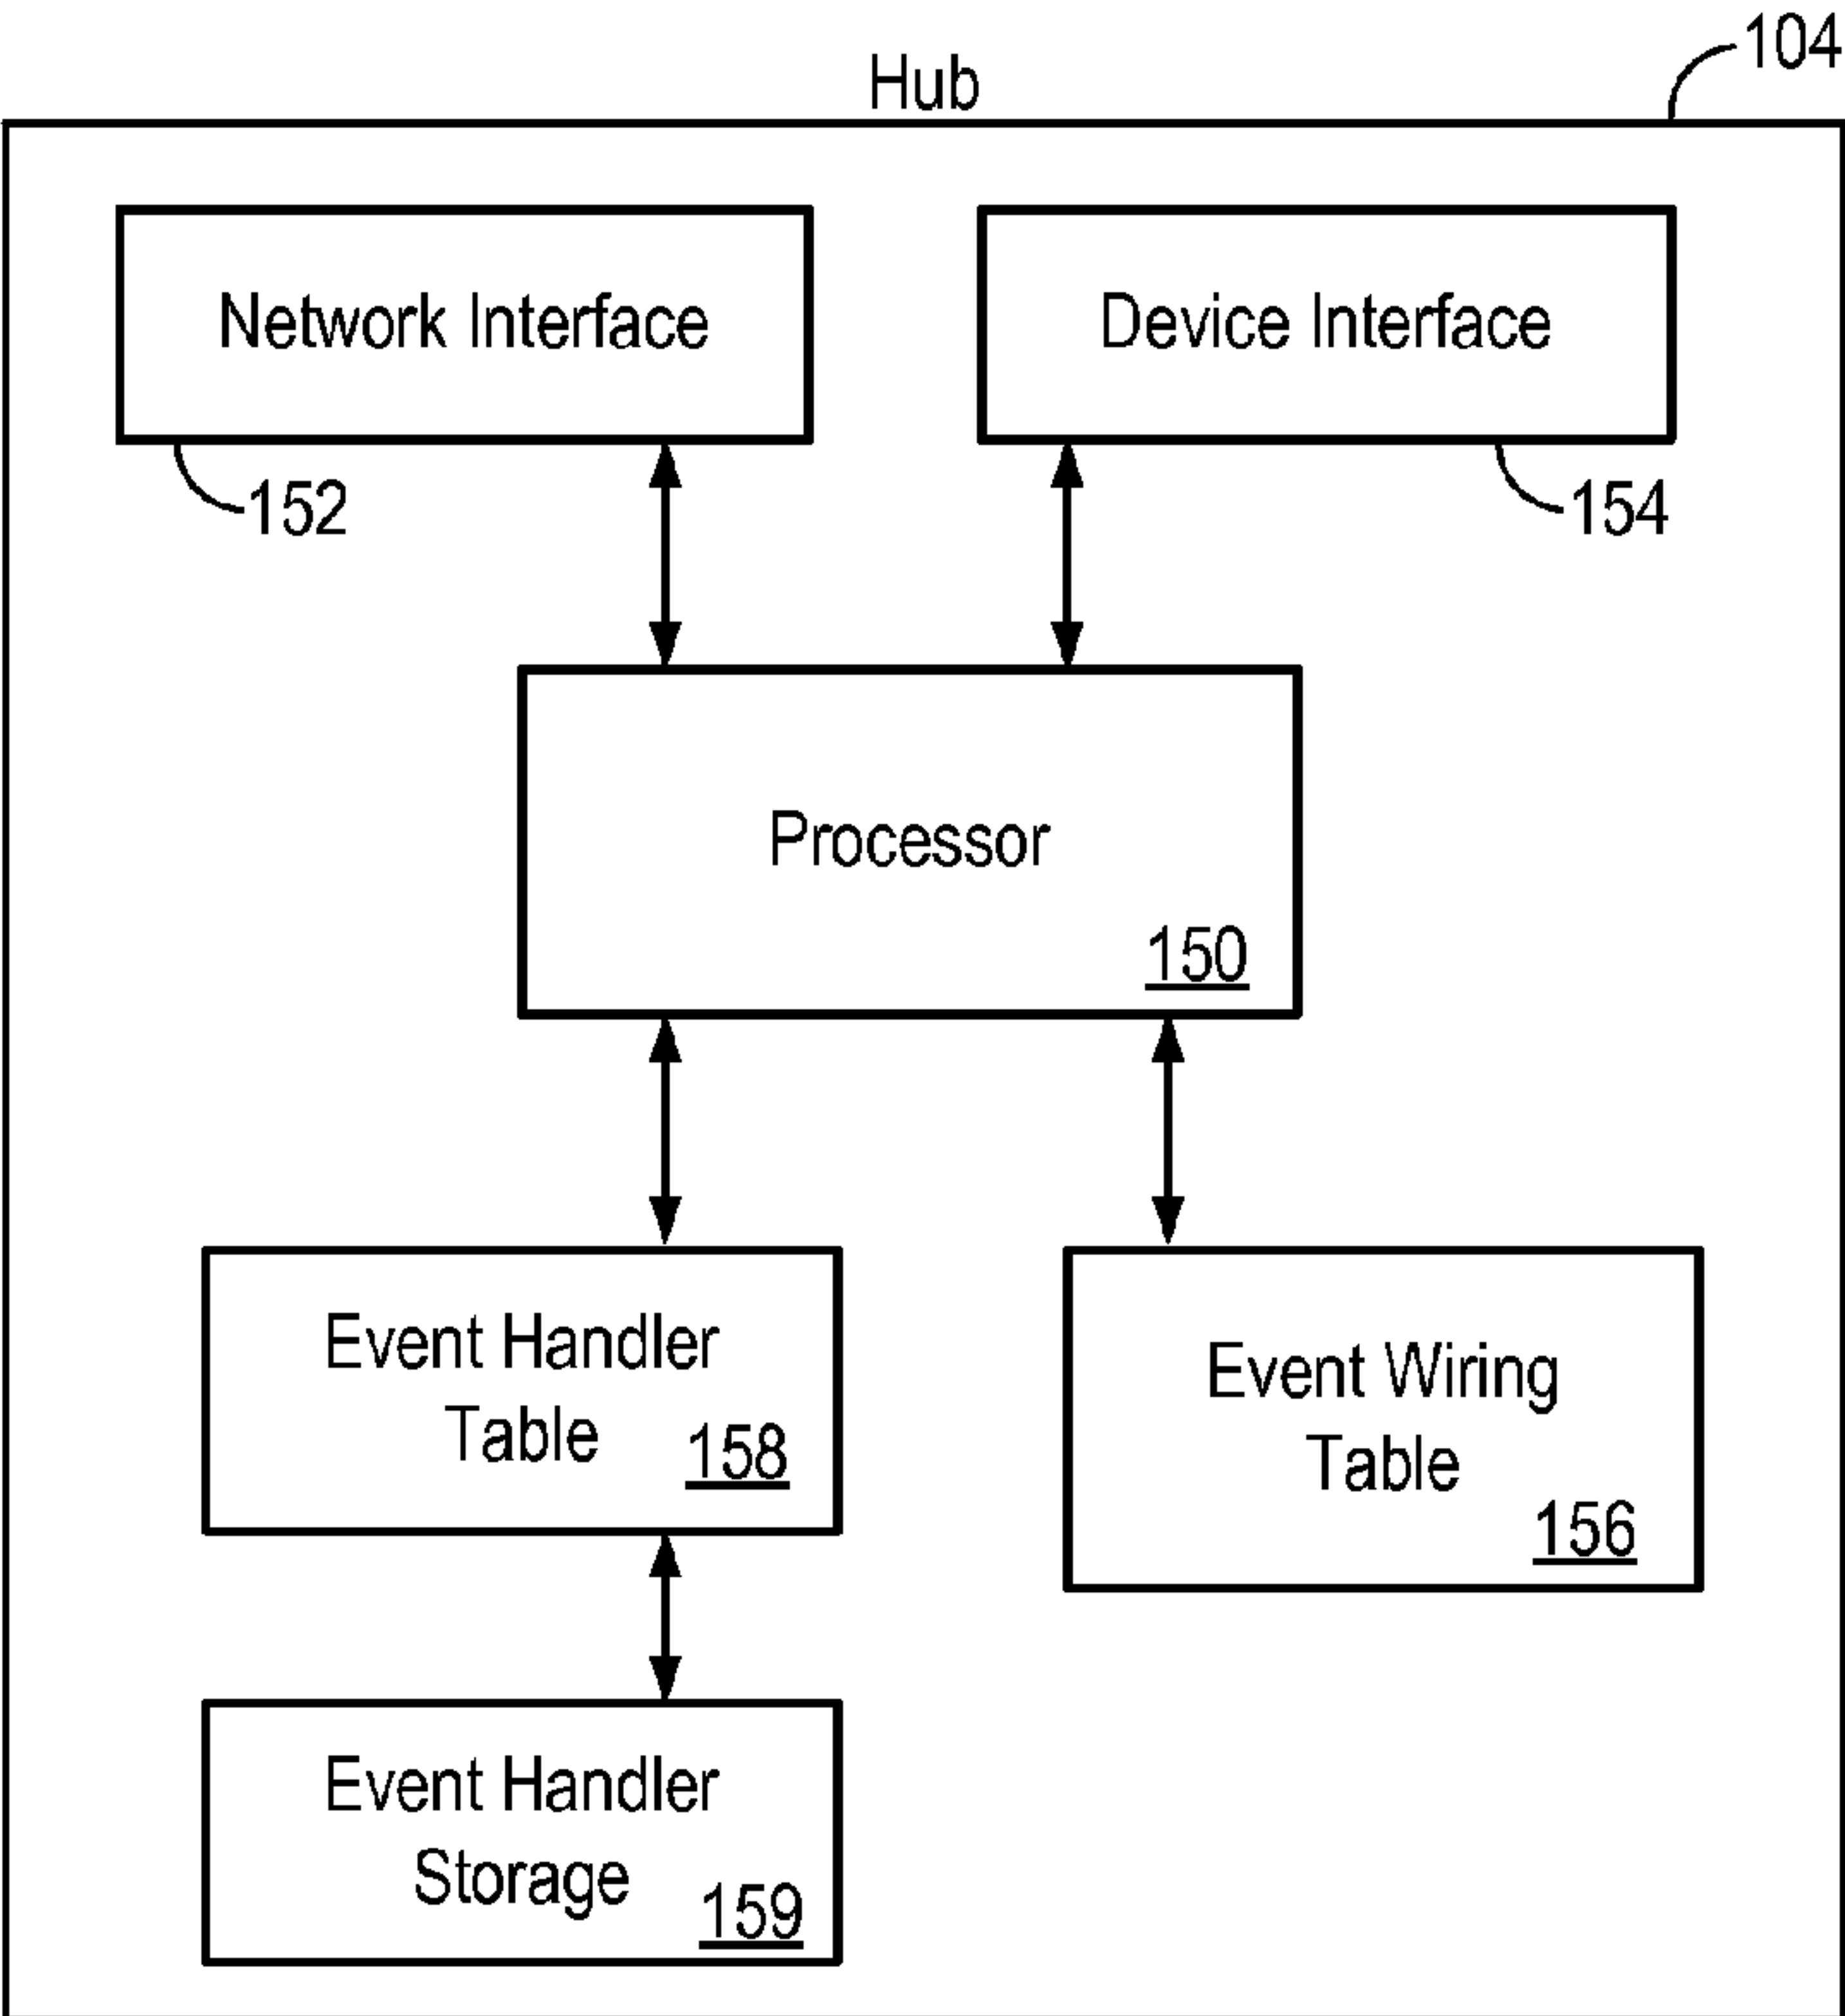 104
Hub
Network Interface
Device Interface
152
154
Processor
150
Event Handler
Table
158
Event Wiring
Table
156
Event Handler
Storage
159